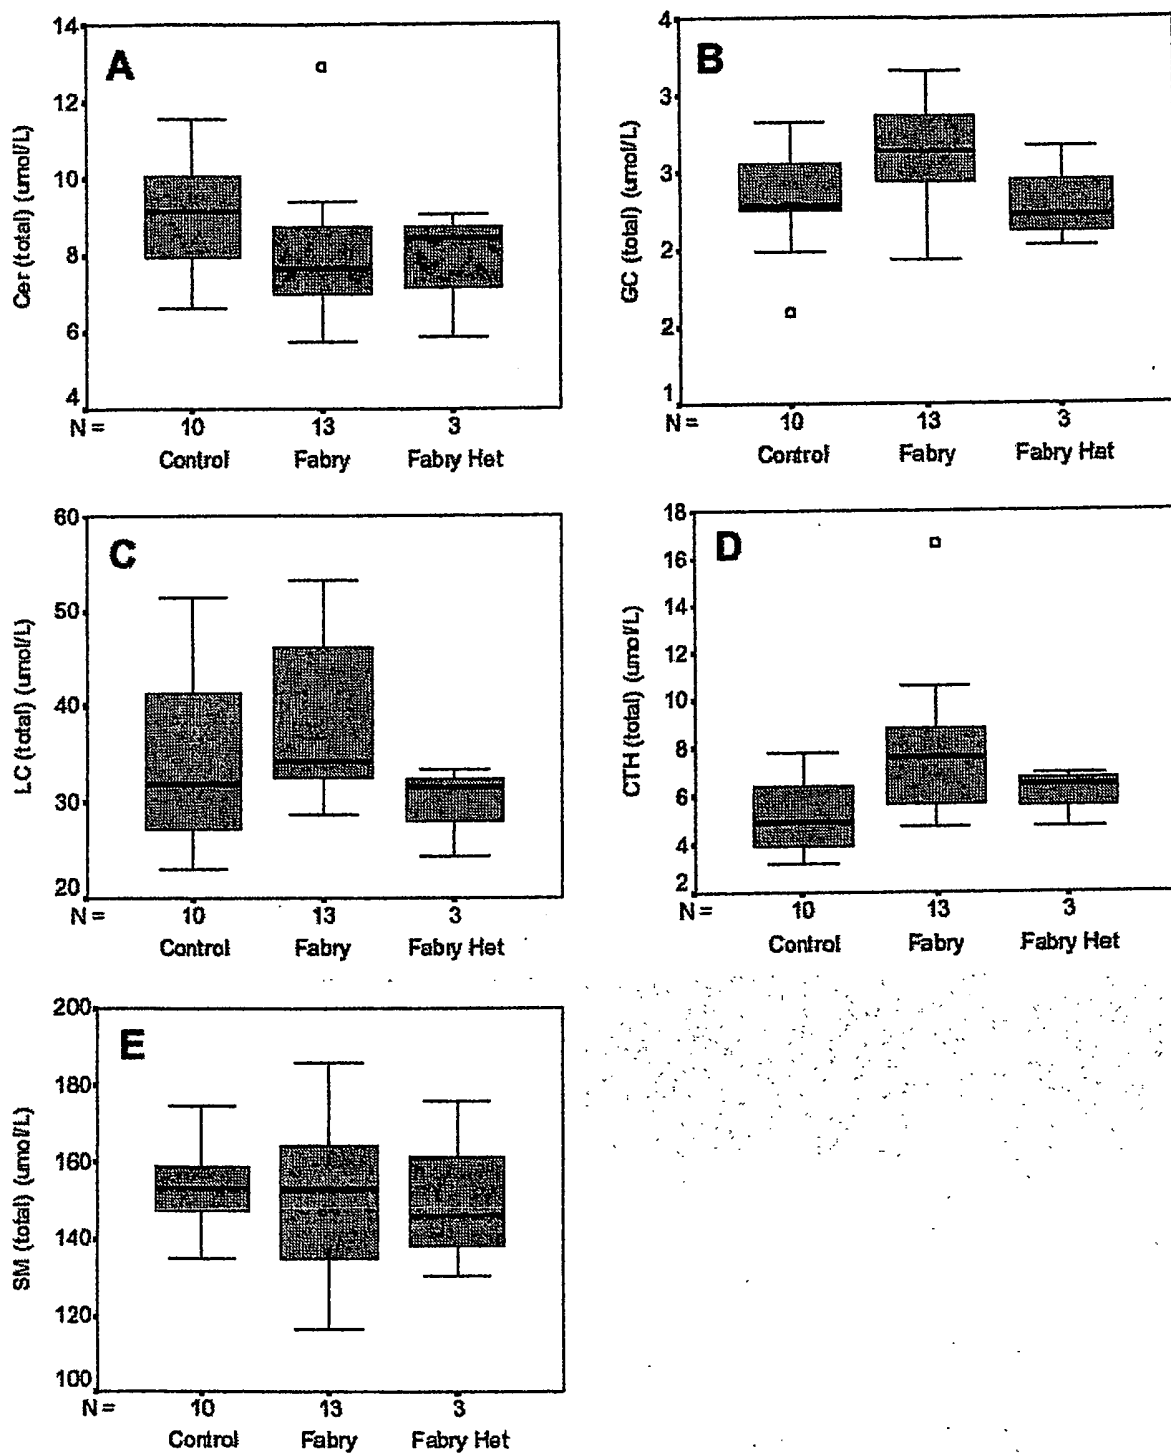 A
Cer (total) (umol/L)
14
12
10
8
6
4
N = 10 13 3
Control Fabry Fabry Het
B
GC (total) (umol/L)
4
3
3
2
2
1
N = 10 13 3
Control Fabry Fabry Het
C
LC (total) (umol/L)
60
50
40
30
20
N = 10 13 3
Control Fabry Fabry Het
D
CTH (total) (umol/L)
18
16
14
12
10
8
6
4
2
N = 10 13 3
Control Fabry Fabry Het
E
SM (total) (umol/L)
200
180
160
140
120
100
N = 10 13 3
Control Fabry Fabry Het